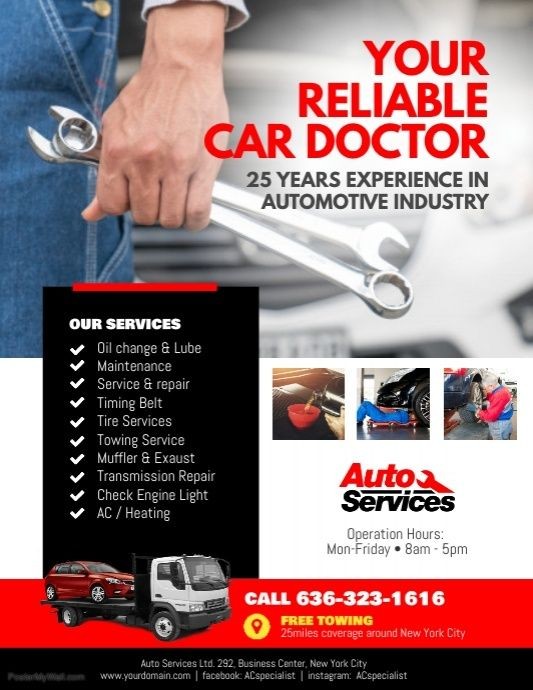 YOUR
RELIABLE
CAR DOCTOR
25 YEARS EXPERIENCE IN
AUTOMOTIVE INDUSTRY
OUR SERVICES
Oil change & Lube
Maintenance
Service & repair
Timing Belt
Tire Services
Towing Service
Muffler & Exaust
Transmission Repair
Check Engine Light
AC / Heating
Auto
Services
Operation Hours:
Mon-Friday • 8am - 5pm
CALL 636-323-1616
FREE TOWING
25miles coverage around New York City
Auto Services Ltd. 292, Business Center, New York City
www.yourdomain.com | facebook: ACspecialist | instagram: ACspecialist
PosterMyWall.com